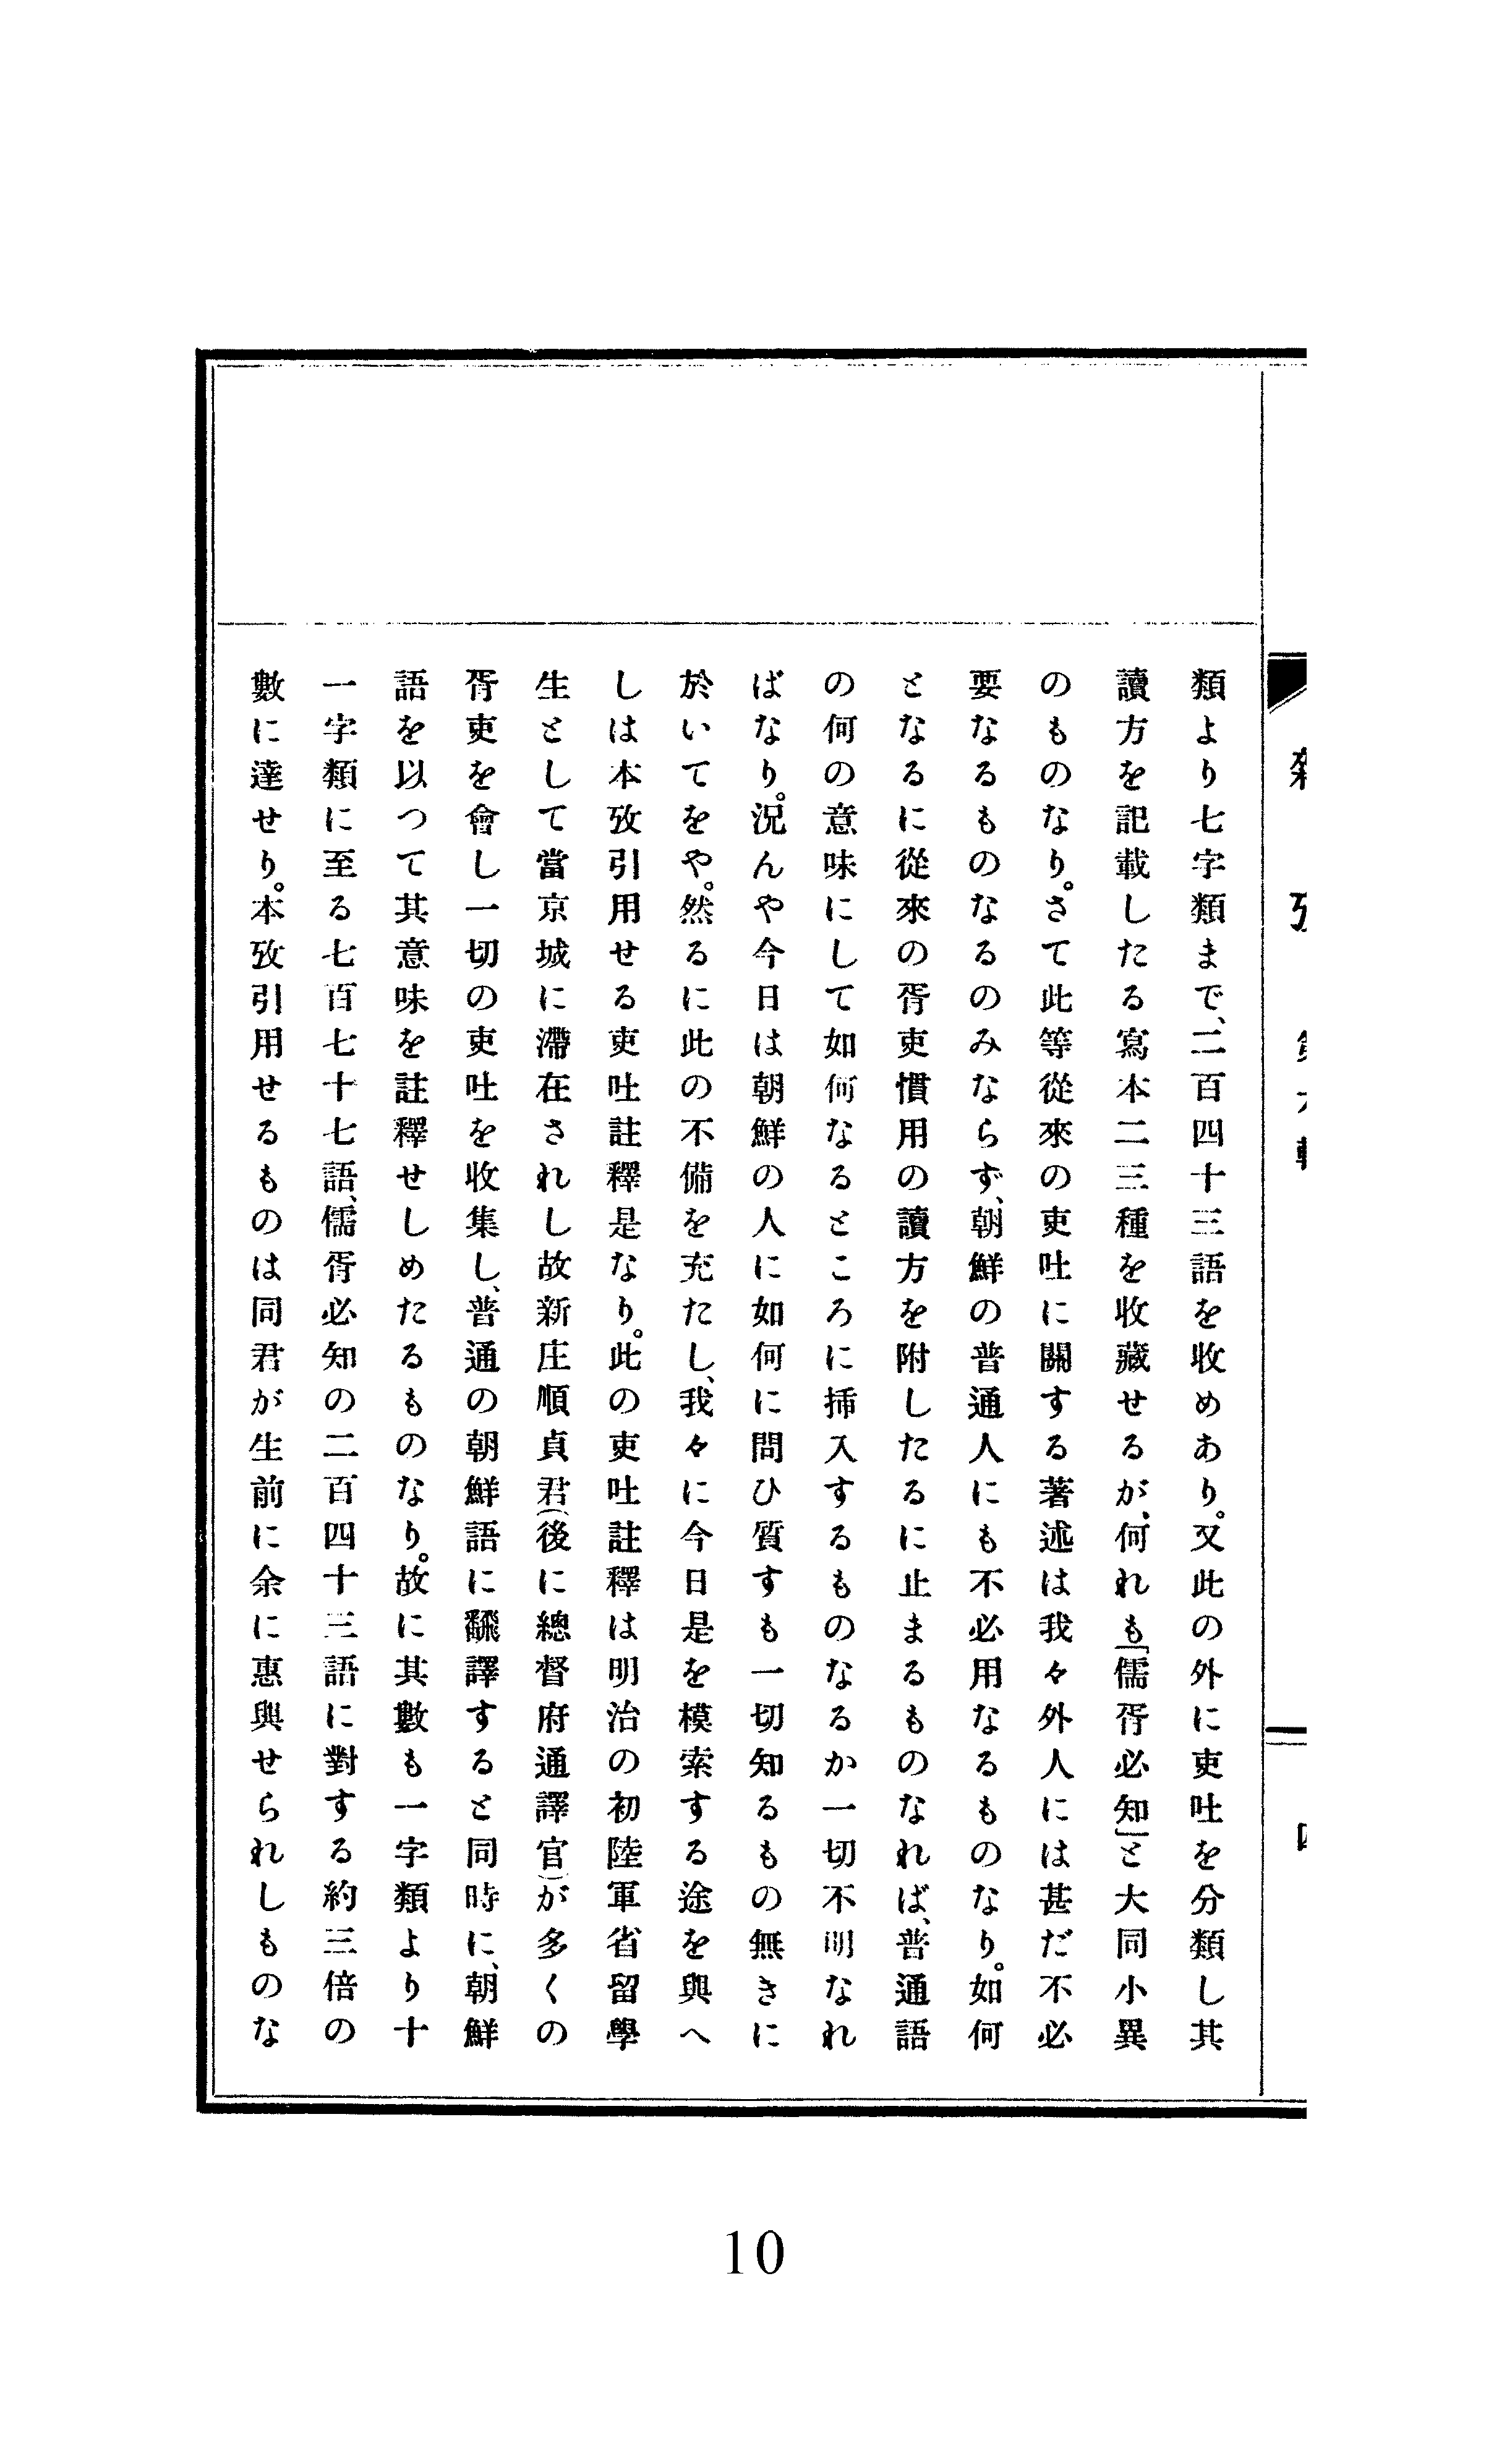 類より七字類まで、二百四十三語を收めあり。又此の外に吏吐を分類し其
讀方を記載したる寫本二三種を收藏せるが、何れも「儒胥必知」と大同小異
のものなり。さて此等從來の吏吐に關する著述は我々外人には甚だ不必
要なるものなるのみならず、朝鮮の普通人にも不必用なるものなり。如何
となるに從來の胥吏慣用の讀方を附したるに止まるものなれば、普通語
の何の意味にして如何なるところに挿入するものなるか一切不明なれ
ばなり。況んや今日は朝鮮の人に如何に問ひ質すも一切知るもの無きに
於いてをや。然るに此の不備を充たし、我々に今日是を模索する途を與へ
しは本攷引用せる吏吐註釋是なり。此の吏吐註釋は明治の初陸軍省留學
生として當京城に滯在されし故新庄順貞君(後に總督府通譯官)が多くの
胥吏を會し一切の吏吐を收集し、普通の朝鮮語に飜譯すると同時に、朝鮮
語を以つて其意味を註釋せしめたるものなり。故に其數も一字類より十
一字類に至る七百七十七語、儒胥必知の二百四十三語に對する約三倍の
數に達せり。本攷引用せるものは同君が生前に余に惠與せられしものな
10